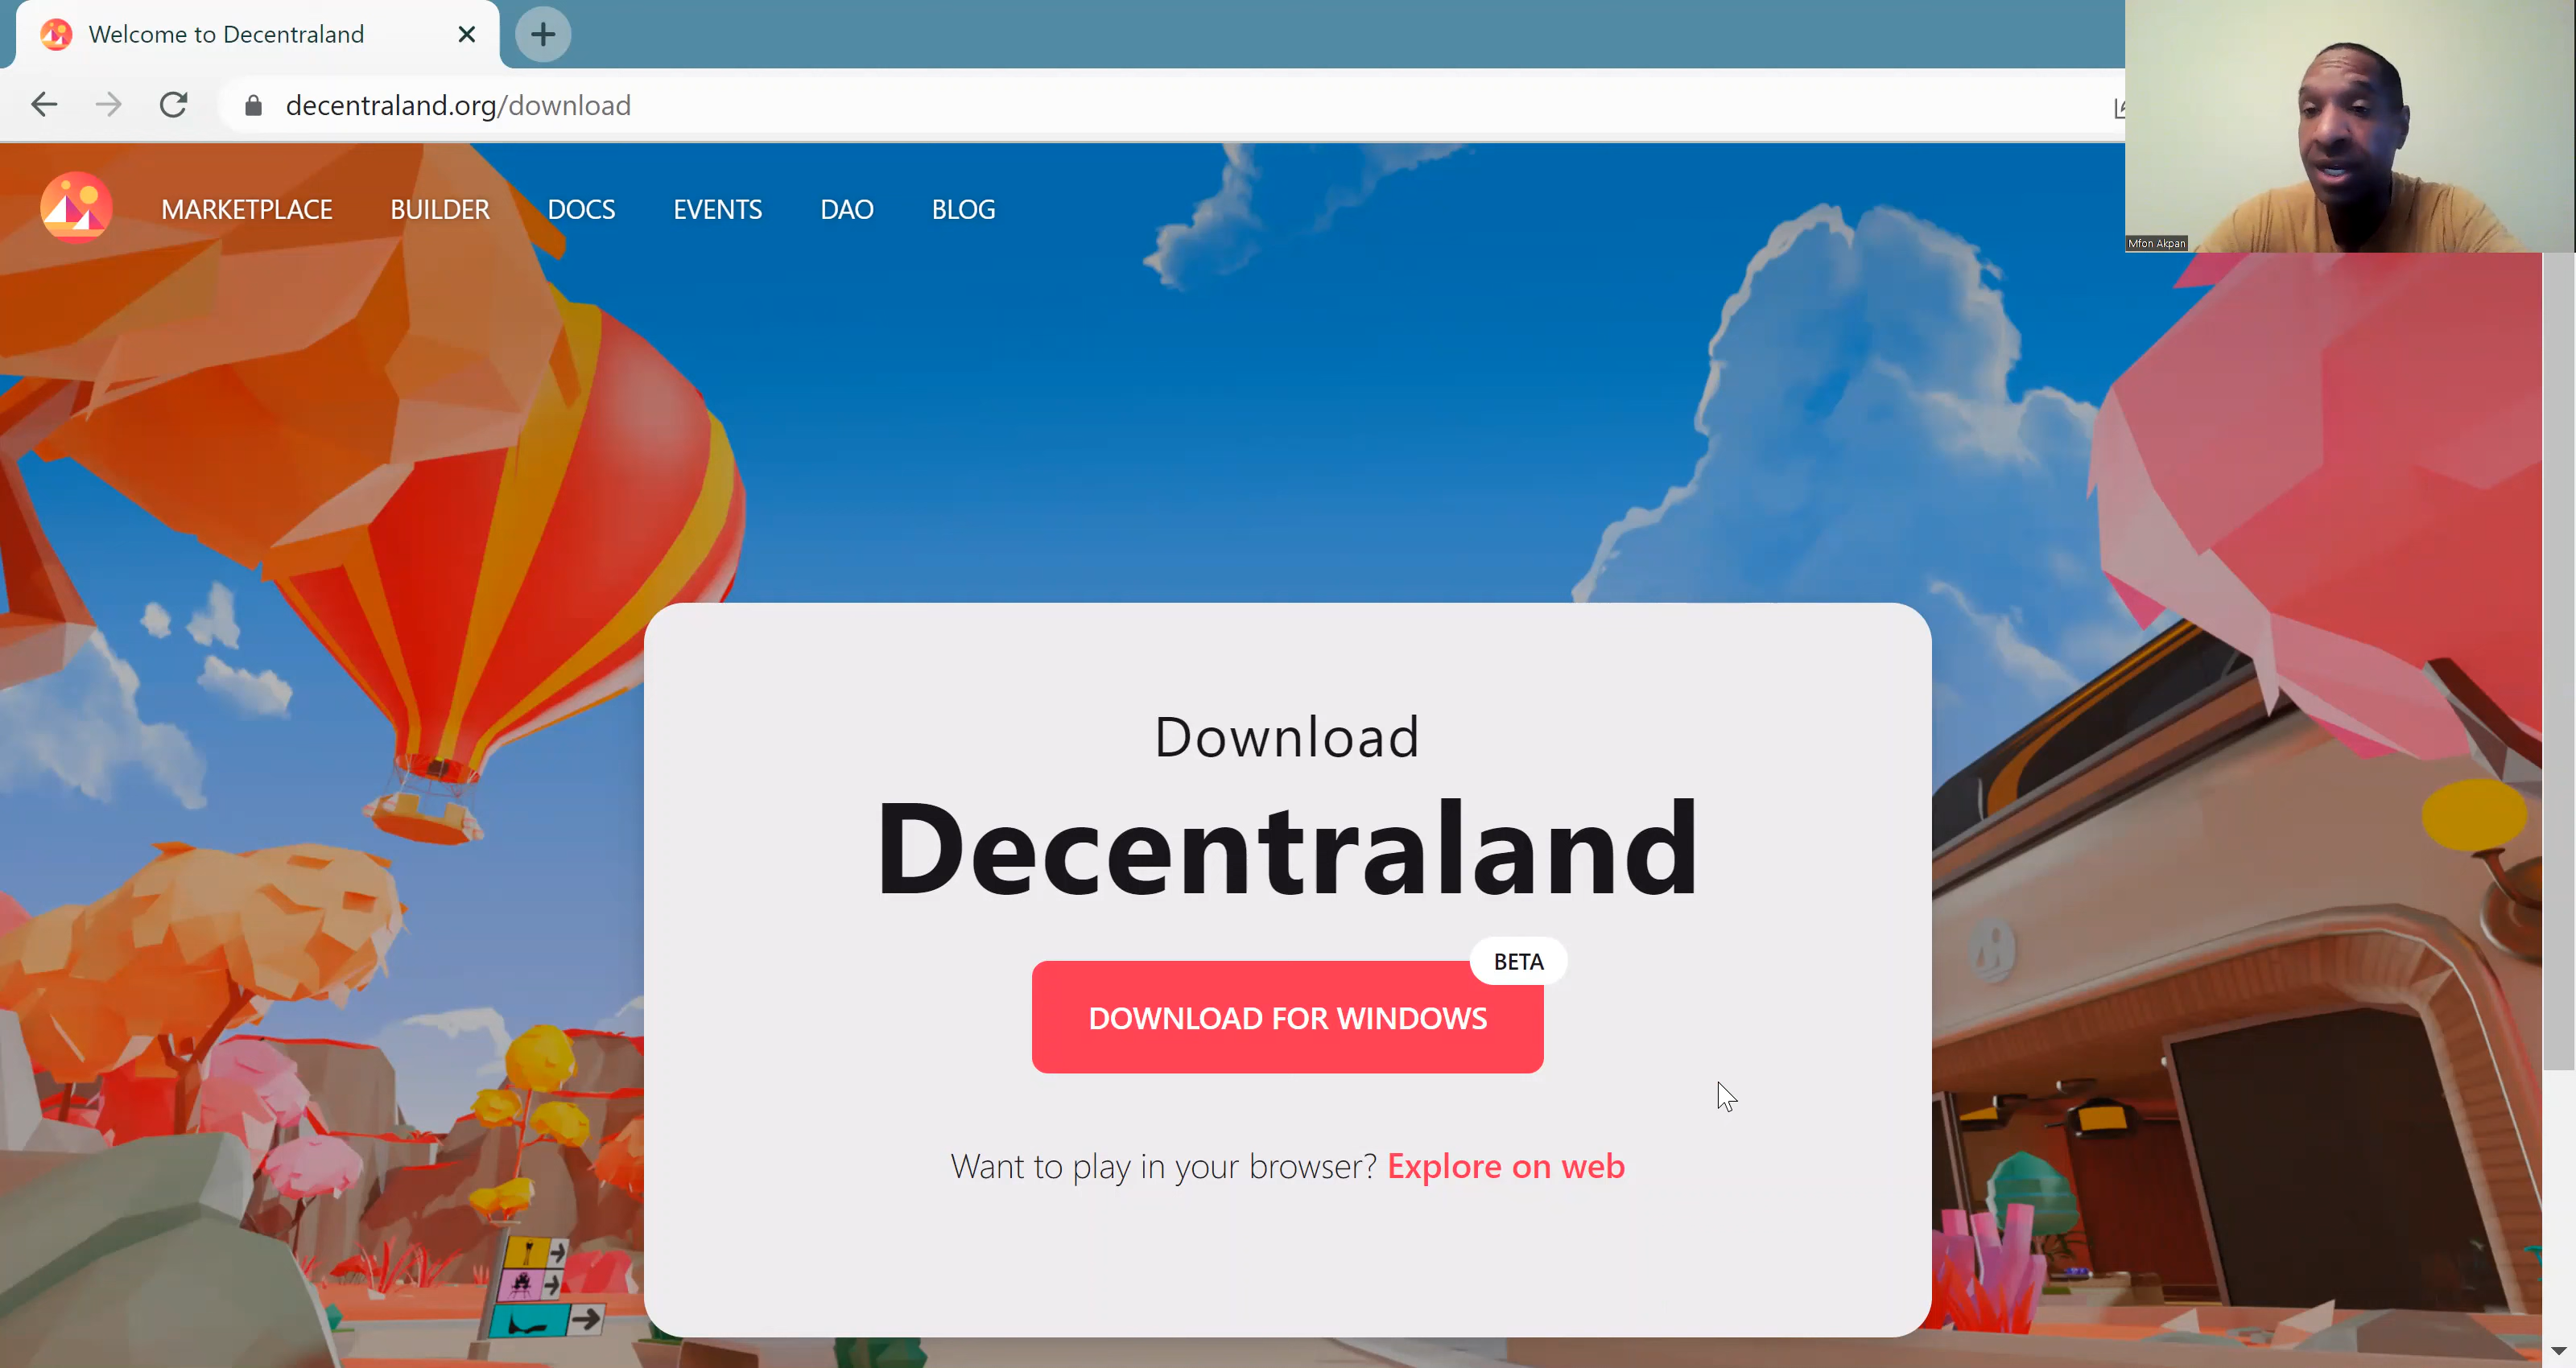 Welcome to Decentraland
decentraland.org/download
MARKETPLACE BUILDER DOCS EVENTS DAO BLOG
Mfon Akpan
Download
Decentraland
BETA
DOWNLOAD FOR WINDOWS
Want to play in your browser? Explore on web